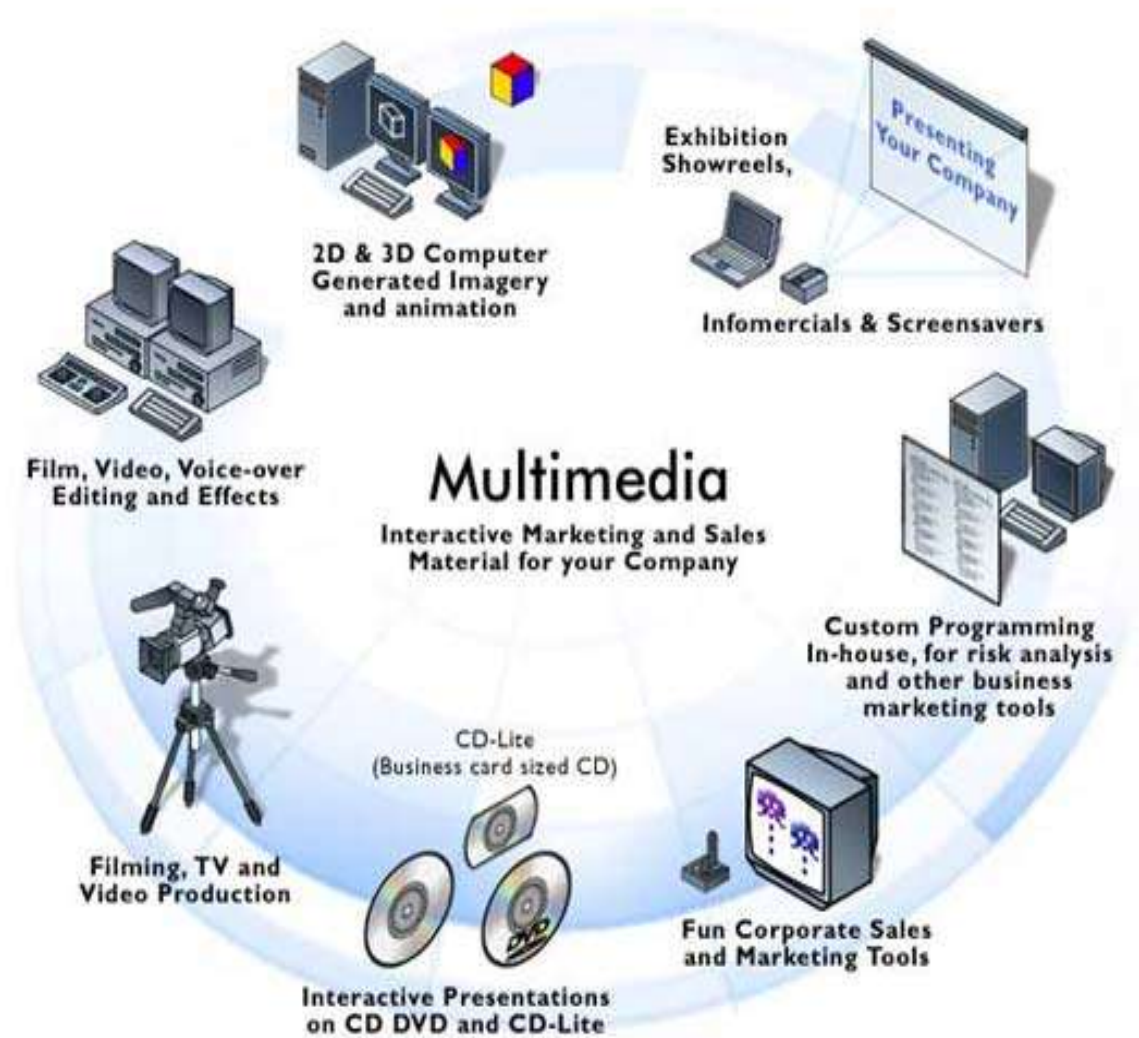 Presenting
Your Company
Exhibition
Showreels,
2D & 3D Computer
Generated Imagery
and animation
Infomercials & Screensavers
Film, Video, Voice-over
Editing and Effects
Multimedia
Interactive Marketing and Sales
Material for your Company
Custom Programming
In-house, for risk analysis
and other business
marketing tools
CD-Lite
(Business card sized CD)
Filming, TV and
Video Production
DVD
Fun Corporate Sales
and Marketing Tools
Interactive Presentations
on CD DVD and CD-Lite